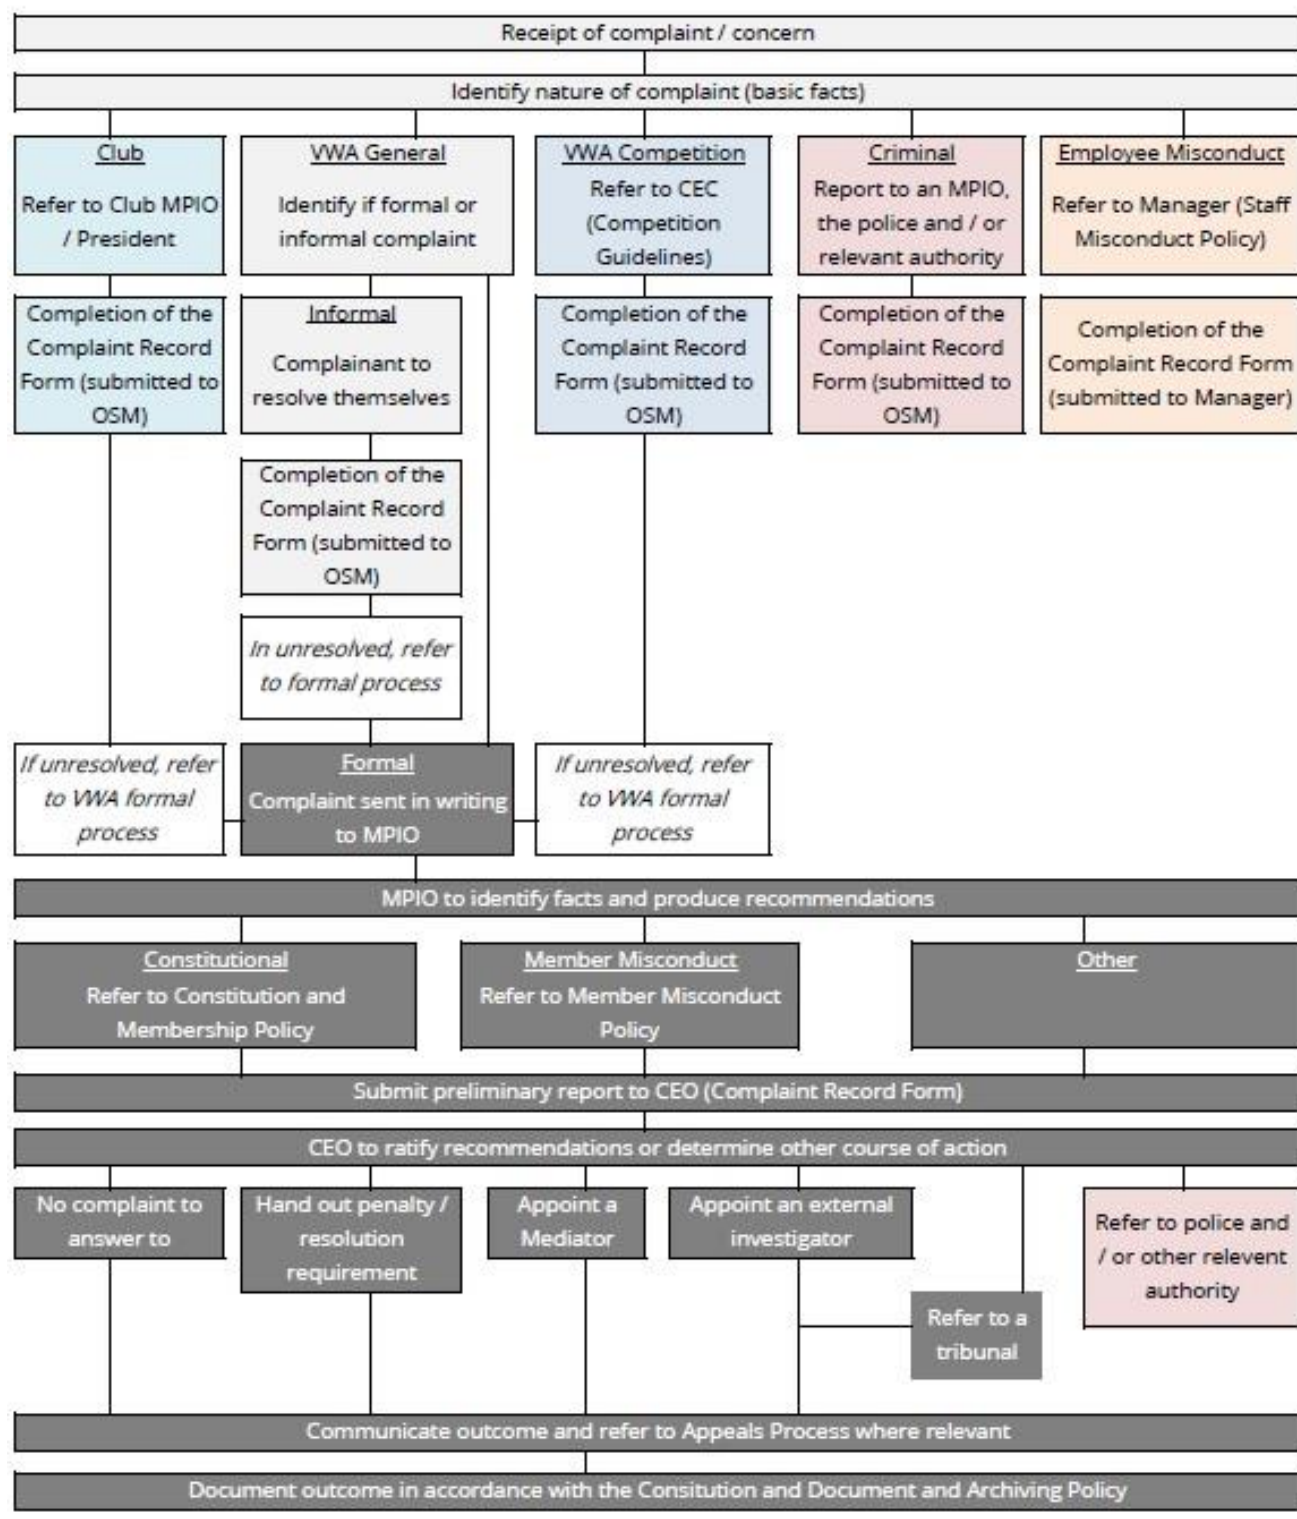 Receipt of complaint / concern
Identify nature of complaint (basic facts)
Club
Refer to Club MPIO
/ President
VWA General
Identify if formal or
informal complaint
VWA Competition
Refer to CEC
(Competition
Guidelines)
Criminal
Report to an MPIO,
the police and / or
relevant authority
Employee Misconduct
Refer to Manager (Staff
Misconduct Policy)
Completion of the
Complaint Record
Form (submitted to
OSM)
Informal
Complainant to
resolve themselves
Completion of the
Complaint Record
Form (submitted to
OSM)
Completion of the
Complaint Record
Form (submitted to
OSM)
Completion of the
Complaint Record Form
(submitted to Manager)
Completion of the
Complaint Record
Form (submitted to
OSM)
In unresolved, refer
to formal process
If unresolved, refer
to VWA formal
process
Formal
Complaint sent in writing
to MPIO
If unresolved, refer
to VWA formal
process
MPIO to identify facts and produce recommendations
Constitutional
Refer to Constitution and
Membership Policy
Member Misconduct
Refer to Member Misconduct
Policy
Other
Submit preliminary report to CEO (Complaint Record Form)
CEO to ratify recommendations or determine other course of action
No complaint to
answer to
Hand out penalty /
resolution
requirement
Appoint a
Mediator
Appoint an external
investigator
Refer to police and
/ or other relevent
authority
Refer to a
tribunal
Communicate outcome and refer to Appeals Process where relevant
Document outcome in accordance with the Consitution and Document and Archiving Policy